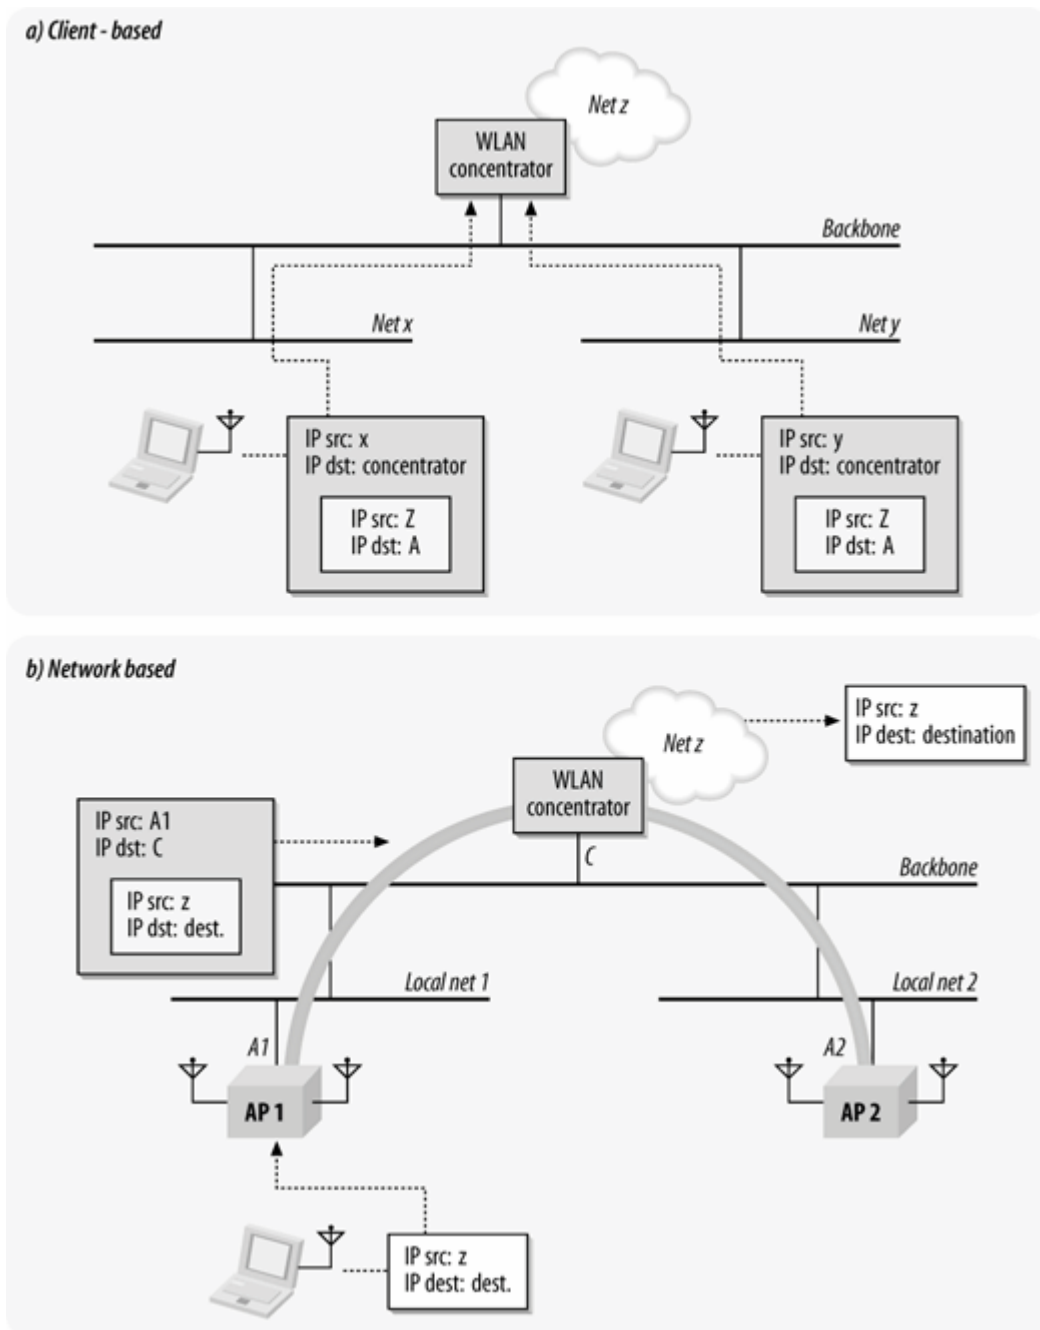 a) Client - based
Net z
WLAN
concentrator
Backbone
Net x
Net y
IP src: x
IP dst: concentrator
IP src: Z
IP dst: A
IP src: y
IP dst: concentrator
IP src: Z
IP dst: A
b) Network based
Net z
IP src: z
IP dest: destination
WLAN
concentrator
IP src: A1
IP dst: C
C
Backbone
IP src: z
IP dst: dest.
Local net 1
Local net 2
A1
A2
AP 1
AP 2
IP src: z
IP dest: dest.